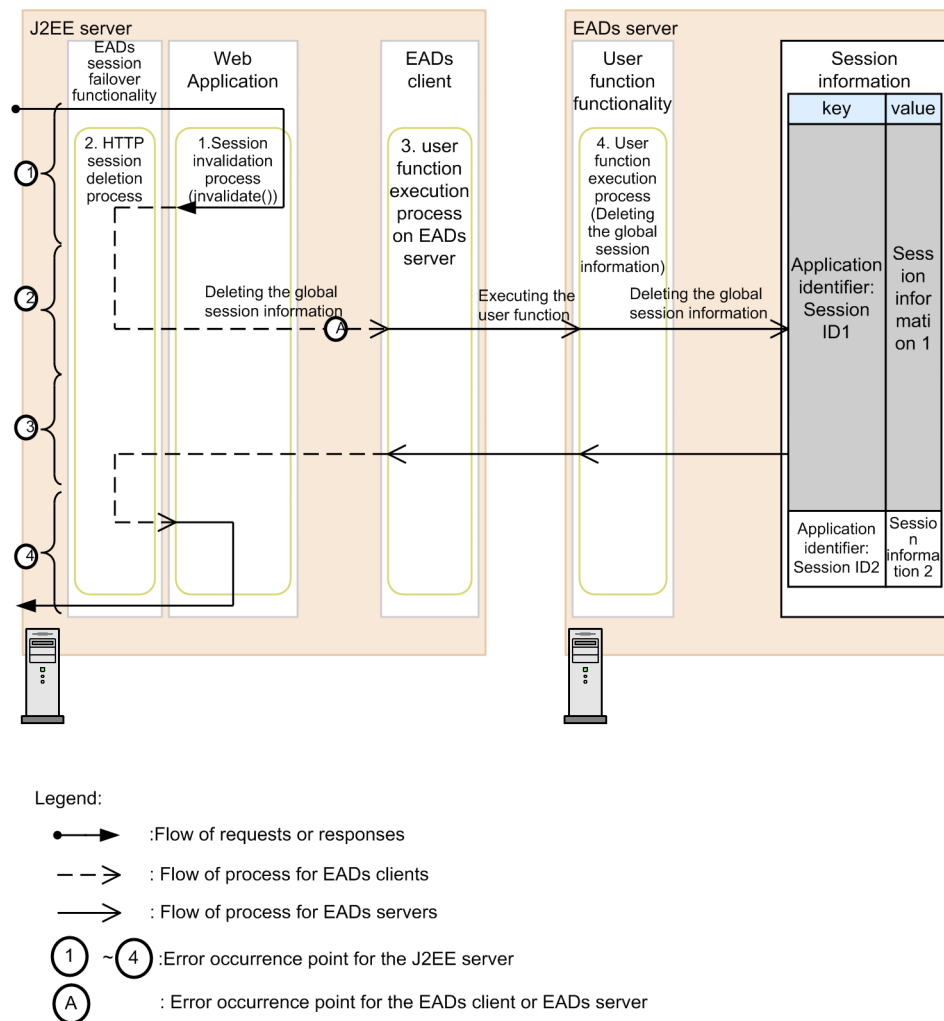 J2EE server
EADs server
EADs
session
failover
functionality
Web
Application
EADs
client
User
function
functionality
Session
information
key
value
2. HTTP
session
deletion
process
1.Session
invalidation
process
(invalidate())
3. user
function
execution
process
on EADs
server
4. User
function
execution
process
(Deleting
the global
session
information)
1
2
3
4
Deleting the global
session information
A
Executing the
user function
Deleting the global
session information
Application
identifier:
Session
ID1
Sess
ion
infor
mati
on 1
Application
identifier:
Session ID2
Sessio
n
informa
tion 2
Legend:
:Flow of requests or responses
: Flow of process for EADs clients
: Flow of process for EADs servers
1 ~ 4 :Error occurrence point for the J2EE server
A : Error occurrence point for the EADs client or EADs server